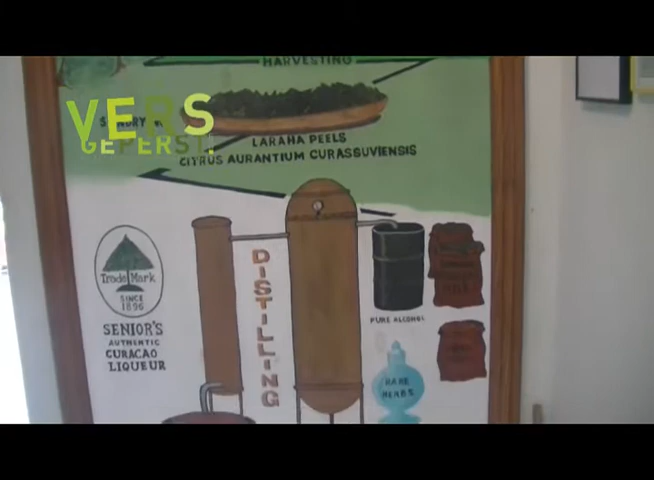 HARVESTING
VERS
GEPERST.
LARAHA PEELS
CITRUS AURANTIUM CURASSUVIENSIS
DISTILLING
Trade Mark
SINCE
1896
SENIOR'S
AUTHENTIC
CURACAO
LIQUEUR
PURE ALCOHOL
RARE
HERBS